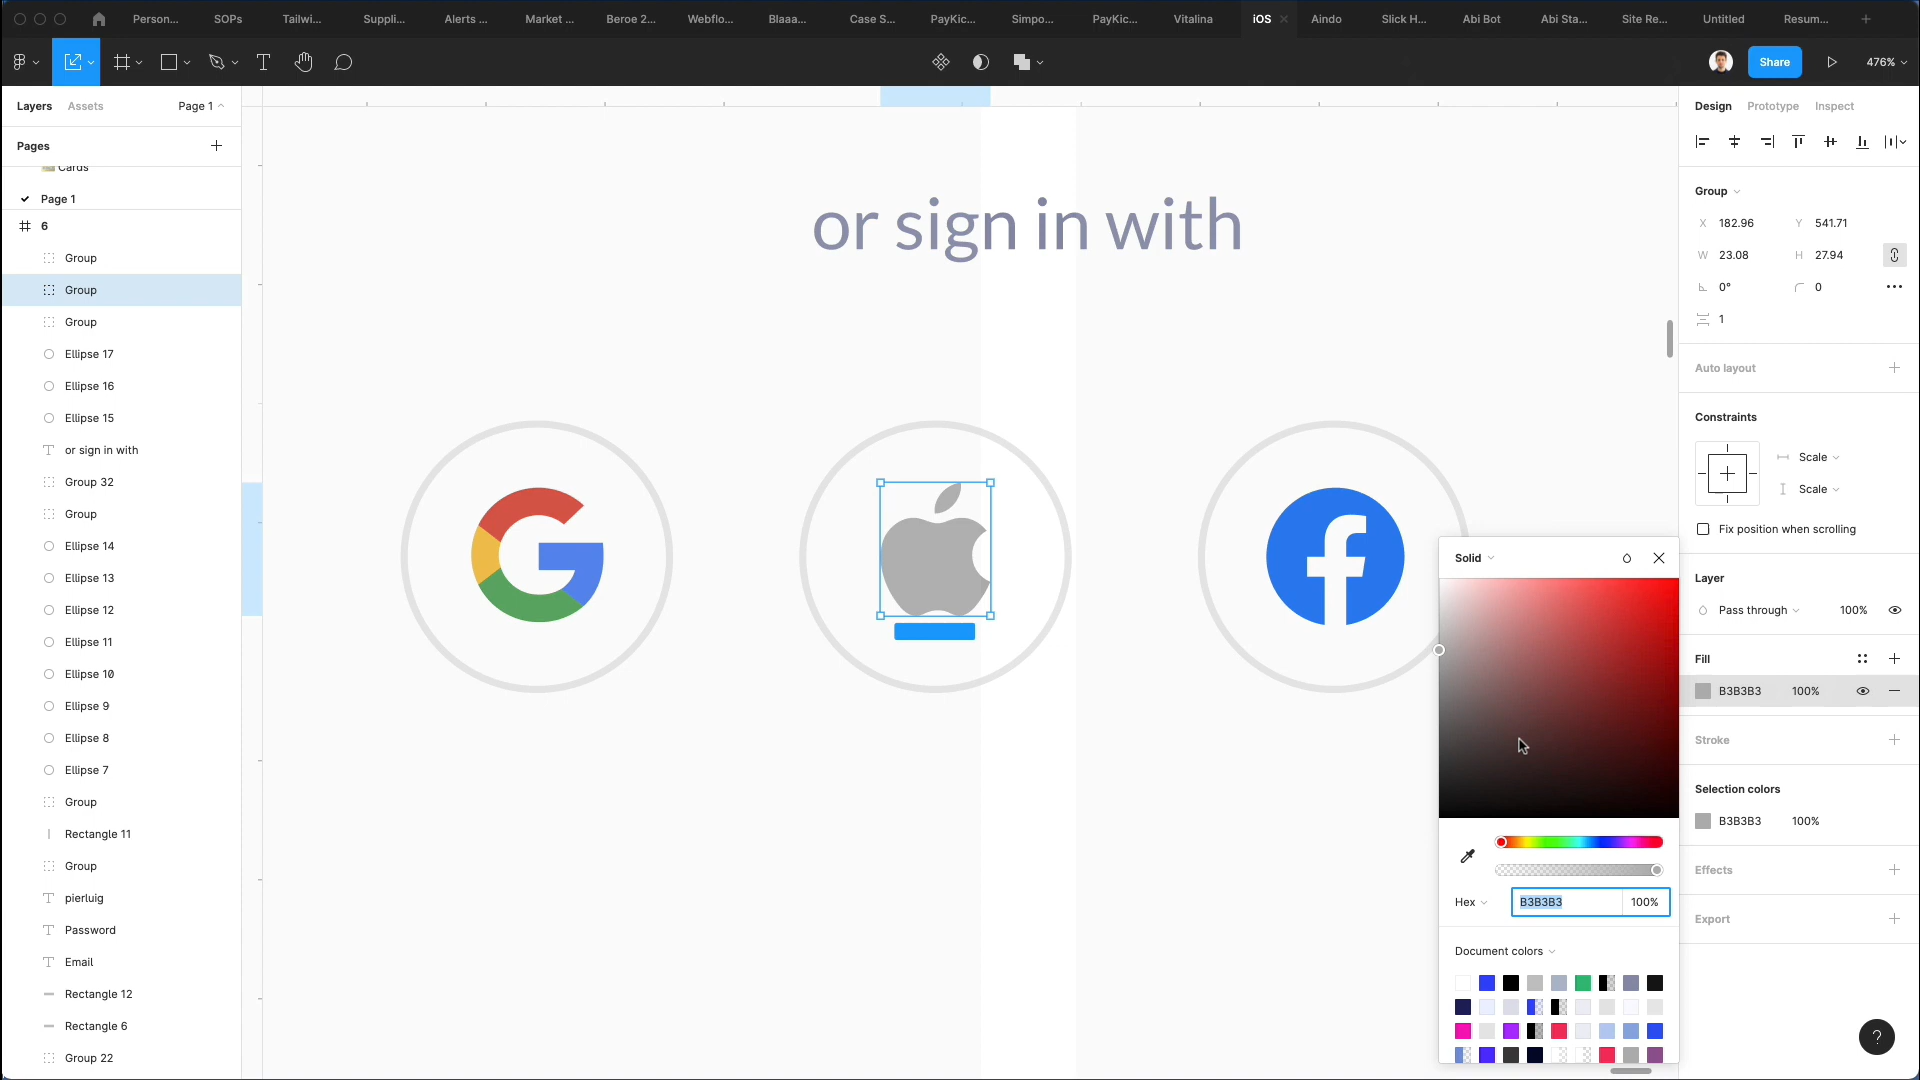 Person...
SOPs
Tailwi...
Suppli...
Alerts ...
Market ...
Beroe 2...
Webflo...
Blaaa...
Case S...
PayKic...
Simpo...
PayKic...
Vitalina
iOS
Aindo
Slick H...
Abi Bot
Abi Sta...
Site Re...
Untitled
Resum...
Share
476%
Layers
Assets
Page 1
Pages
Cards
Page 1
6
Group
Group
Group
Ellipse 17
Ellipse 16
Ellipse 15
or sign in with
Group 32
Group
Ellipse 14
Ellipse 13
Ellipse 12
Ellipse 11
Ellipse 10
Ellipse 9
Ellipse 8
Ellipse 7
Group
Rectangle 11
Group
pierluig
Password
Email
Rectangle 12
Rectangle 6
Group 22
or sign in with
Design
Prototype
Inspect
Group
X 182.96
Y 541.71
W 23.08
H 27.94
0°
0
1
Auto layout
Constraints
Scale
Scale
Fix position when scrolling
Layer
Pass through
100%
Fill
B3B3B3
100%
Stroke
Selection colors
B3B3B3
100%
Effects
Export
Solid
Hex
B3B3B3
100%
Document colors
?